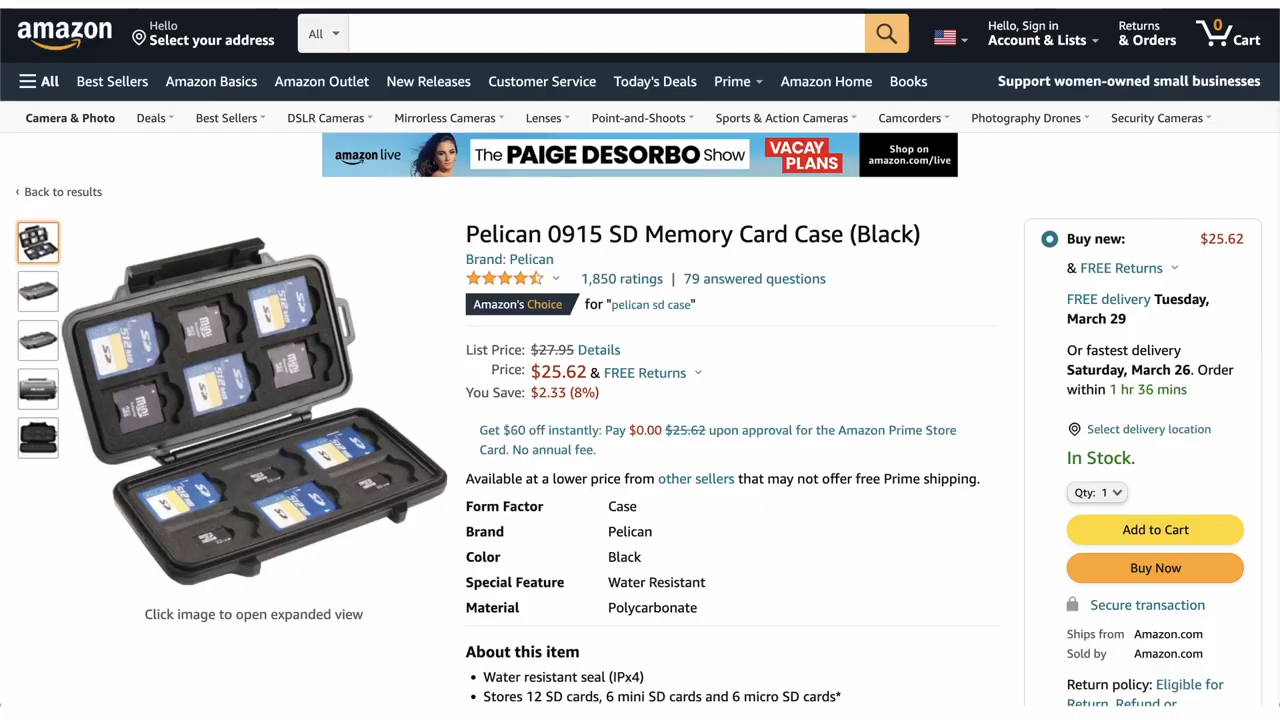 amazon
Hello
Select your address
All
Hello, Sign in
Account & Lists
Returns
& Orders
0
Cart
All
Best Sellers
Amazon Basics
Amazon Outlet
New Releases
Customer Service
Today's Deals
Prime
Amazon Home
Books
Support women-owned small businesses
Camera & Photo
Deals
Best Sellers
DSLR Cameras
Mirrorless Cameras
Lenses
Point-and-Shoots
Sports & Action Cameras
Camcorders
Photography Drones
Security Cameras
amazon live
The PAIGE DESORBO Show
VACAY
PLANS
Shop on
amazon.com/live
‹ Back to results
Pelican 0915 SD Memory Card Case (Black)
Brand: Pelican
1,850 ratings | 79 answered questions
Amazon's Choice for "pelican sd case"
List Price: $27.95 Details
Price: $25.62 & FREE Returns
You Save: $2.33 (8%)
Get $60 off instantly: Pay $0.00 $25.62 upon approval for the Amazon Prime Store
Card. No annual fee.
Available at a lower price from other sellers that may not offer free Prime shipping.
Form Factor Case
Brand Pelican
Color Black
Special Feature Water Resistant
Material Polycarbonate
About this item
• Water resistant seal (IPx4)
• Stores 12 SD cards, 6 mini SD cards and 6 micro SD cards*
Click image to open expanded view
Buy new: $25.62
& FREE Returns
FREE delivery Tuesday,
March 29
Or fastest delivery
Saturday, March 26. Order
within 1 hr 36 mins
Select delivery location
In Stock.
Qty: 1
Add to Cart
Buy Now
Secure transaction
Ships from Amazon.com
Sold by Amazon.com
Return policy: Eligible for
Return, Refund or